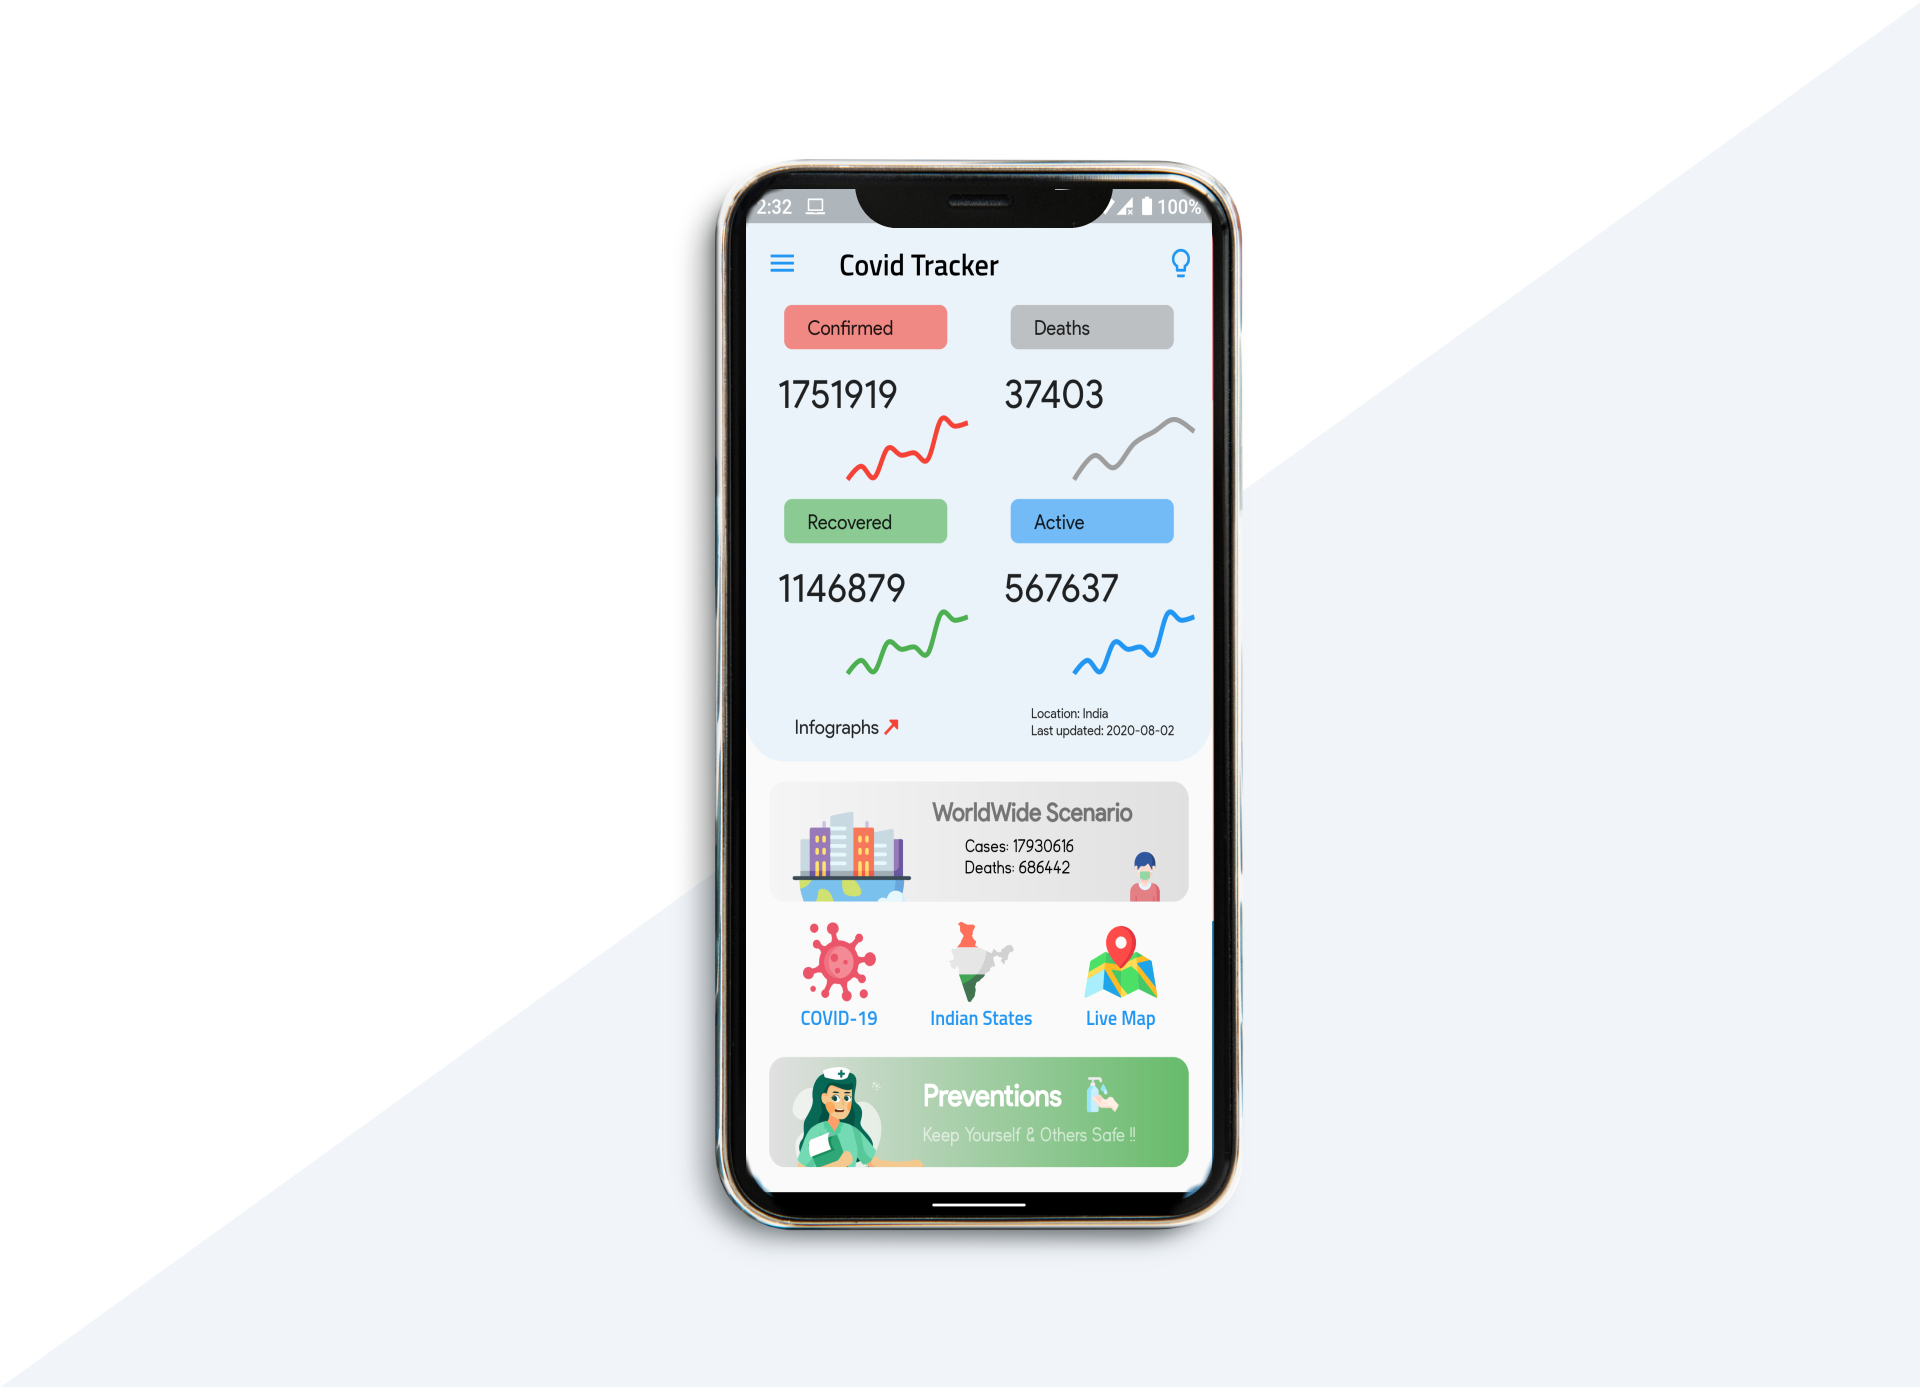 2:32 100%
Covid Tracker
Confirmed Deaths
1751919 37403
Recovered Active
1146879 567637
Infographs
Location: India
Last updated: 2020-08-02
WorldWide Scenario
Cases: 17930616
Deaths: 686442
COVID-19 Indian States Live Map
Preventions
Keep Yourself & Others Safe !!